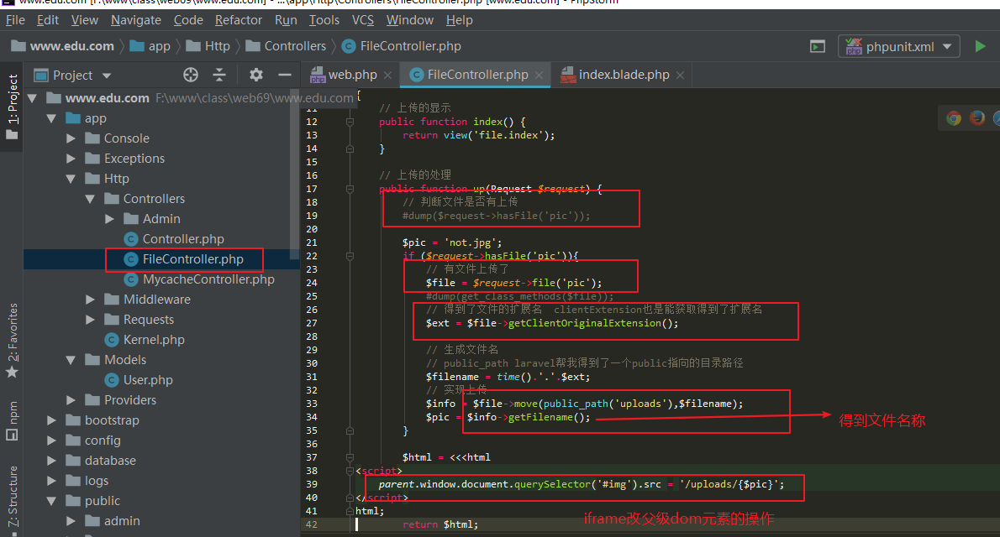 www.edu.com [F:\www\class\web69\www.edu.com] - ...\app\Http\Controllers\FileController.php [www.edu.com] - PhpStorm
File Edit View Navigate Code Refactor Run Tools VCS Window Help
www.edu.com app Http Controllers FileController.php phpunit.xml
Project web.php FileController.php index.blade.php
1: Project
2: Favorites
npm
7: Structure
www.edu.com F:\www\class\web69\www.edu.com
app
Console
Exceptions
Http
Controllers
Admin
Controller.php
FileController.php
MycacheController.php
Middleware
Requests
Kernel.php
Models
User.php
Providers
bootstrap
config
database
logs
public
admin
11 {
12 // 上传的显示
12 public function index() {
13 return view('file.index');
14 }
15
16 // 上传的处理
17 public function up(Request $request) {
18 // 判断文件是否有上传
19 #dump($request->hasFile('pic'));
20
21 $pic = 'not.jpg';
22 if ($request->hasFile('pic')){
23 // 有文件上传了
24 $file = $request->file('pic');
25 #dump(get_class_methods($file));
26 // 得到了文件的扩展名 clientExtension也是能获取得到了扩展名
27 $ext = $file->getClientOriginalExtension();
28
29 // 生成文件名
30 // public_path laravel帮我得到了一个public指向的目录路径
31 $filename = time().'.'.$ext;
32 // 实现上传
33 $info = $file->move(public_path('uploads'),$filename);
34 $pic = $info->getFilename();
得到文件名称
35 }
36
37 $html = <<<html
38 <script>
39 parent.window.document.querySelector('#img').src = '/uploads/{$pic}';
40 </script>
41 html;
iframe改父级dom元素的操作
42 return $html;